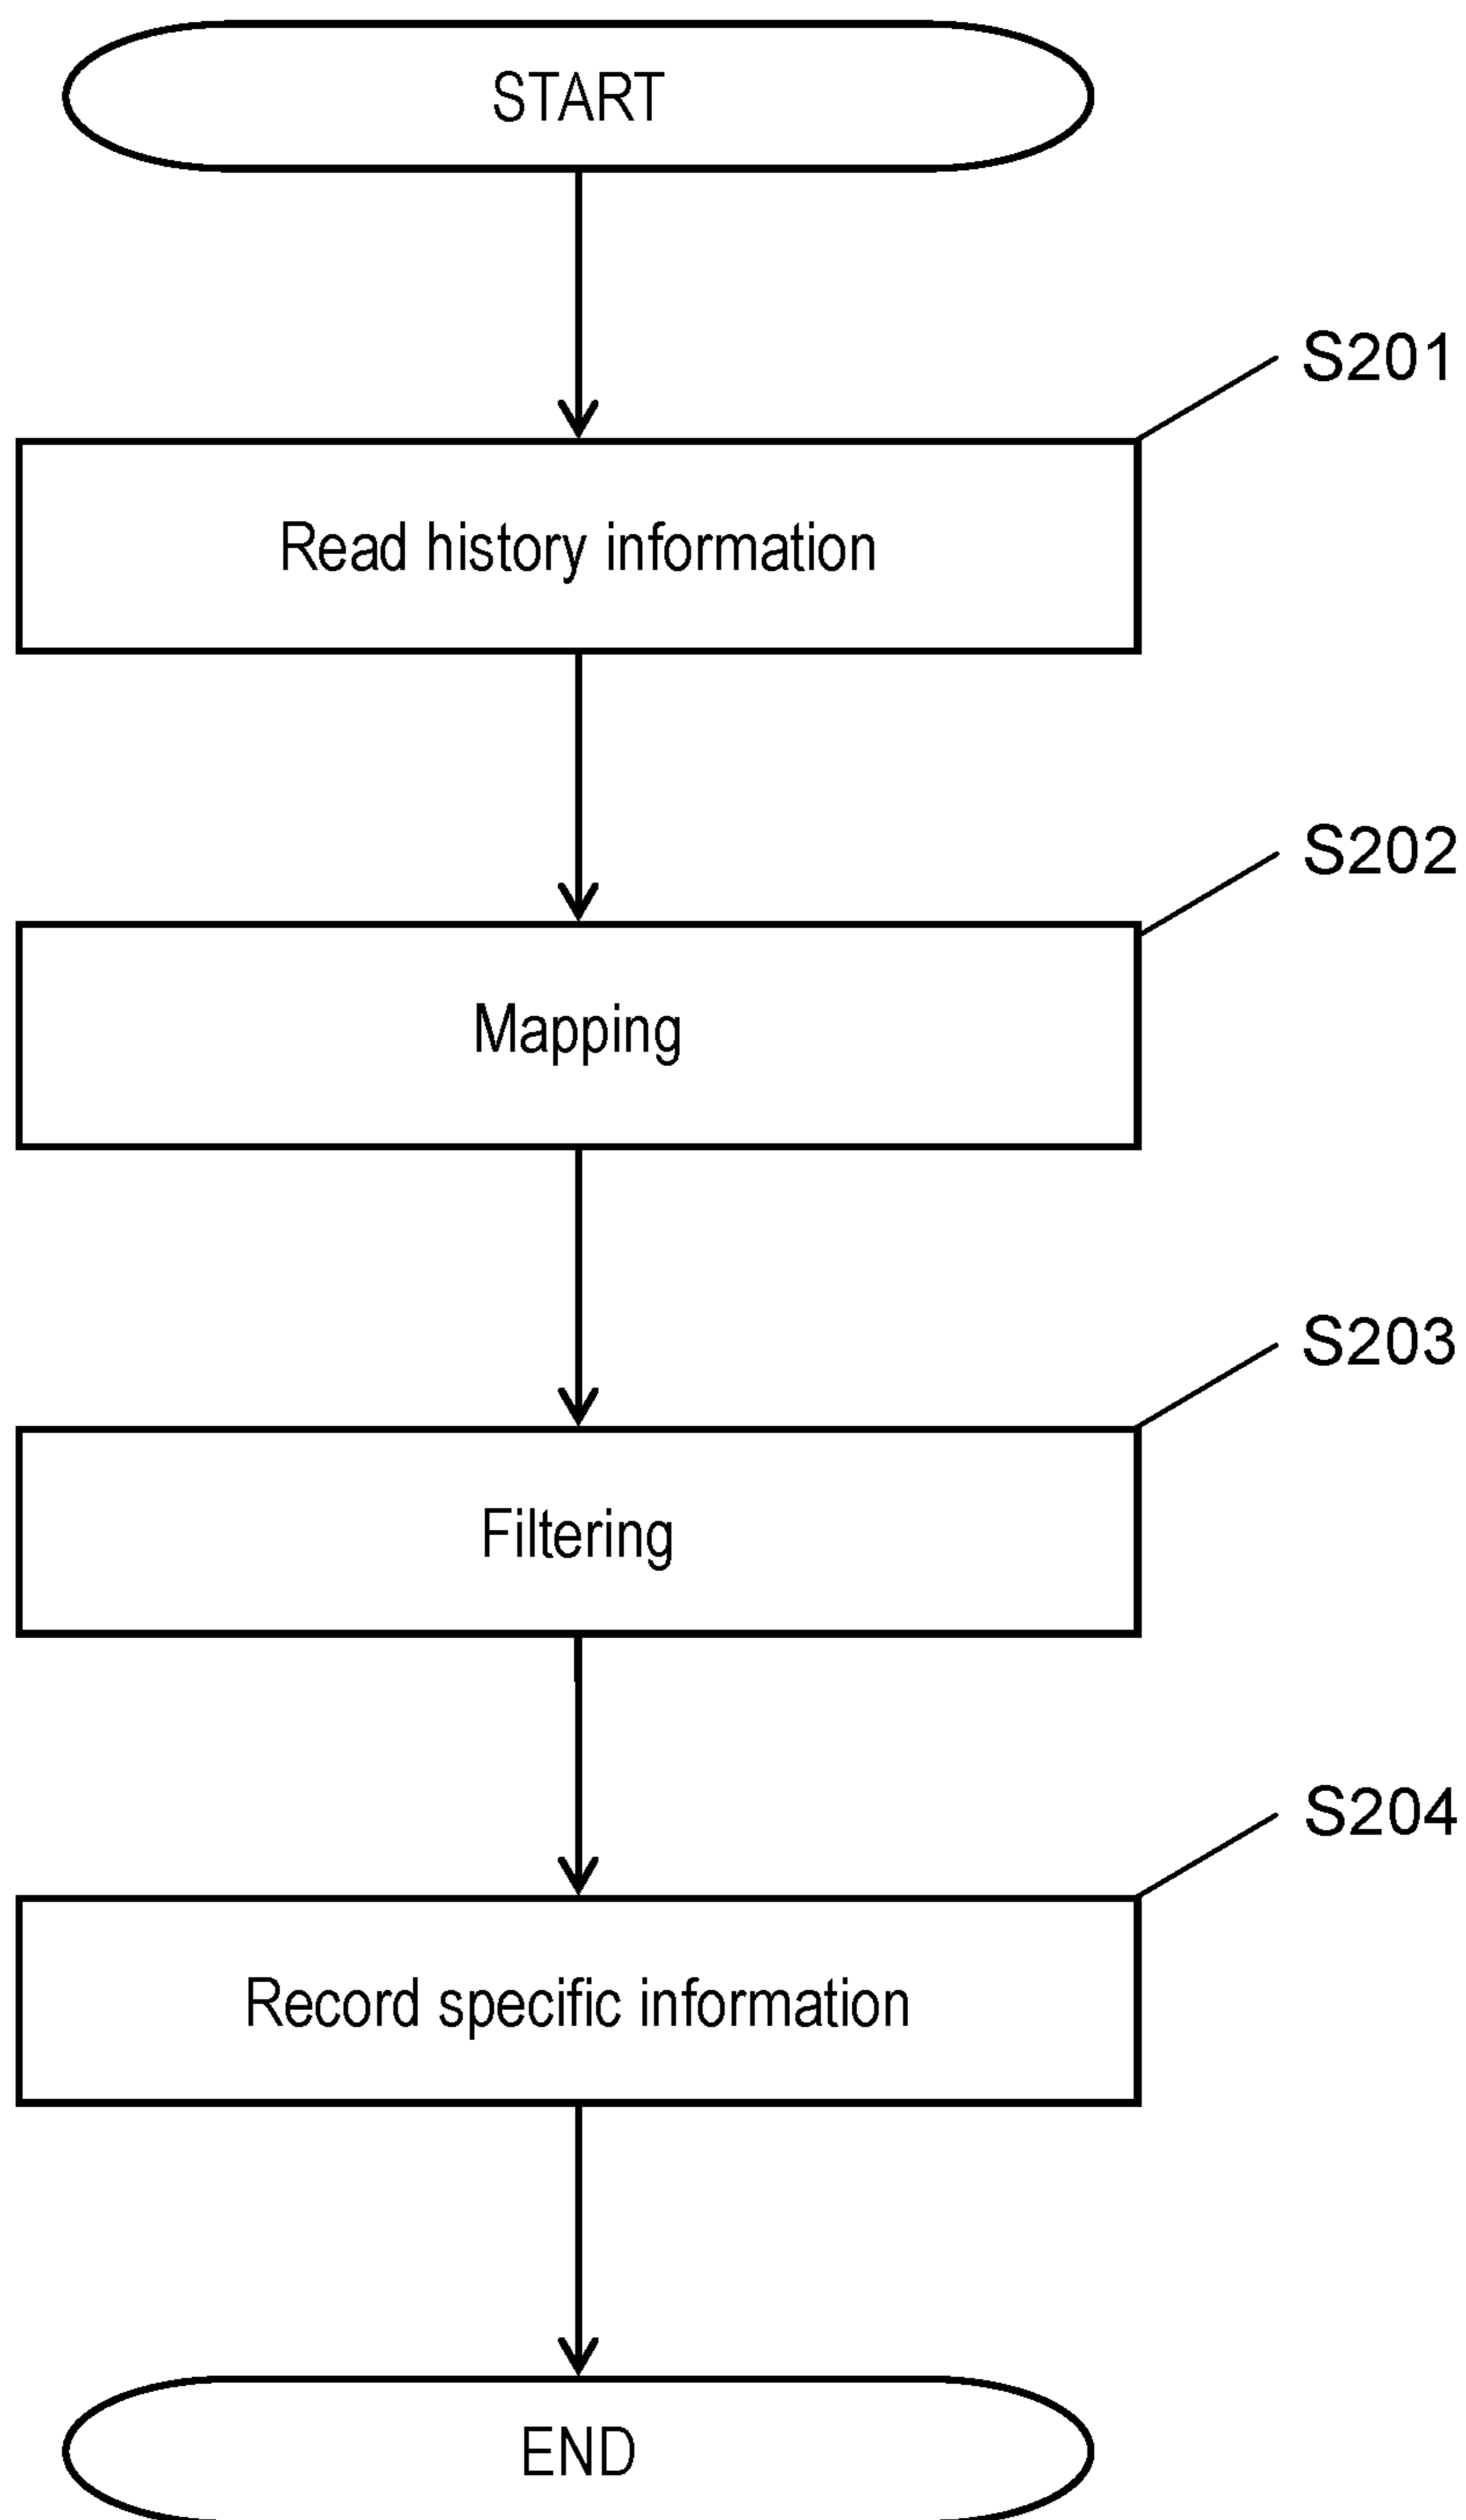 START
S201
Read history information
S202
Mapping
S203
Filtering
S204
Record specific information
END